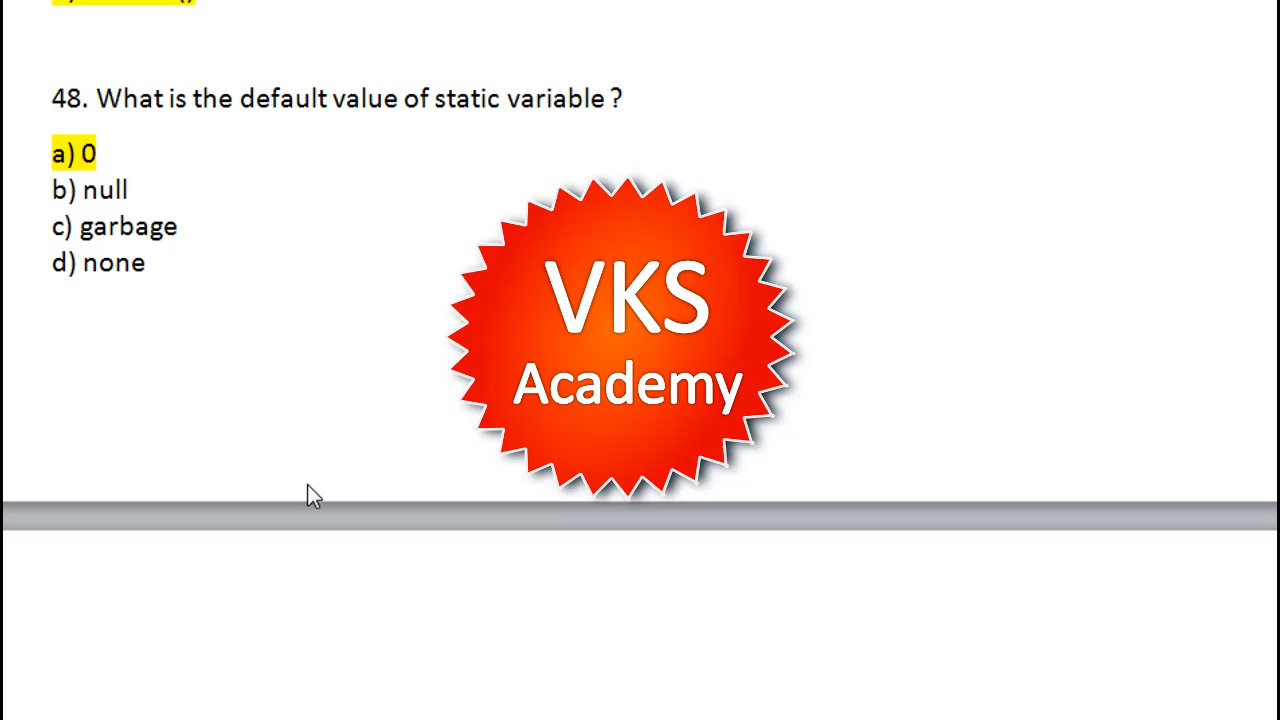 48. What is the default value of static variable ?
a) 0
b) null
c) garbage
d) none
VKS
Academy